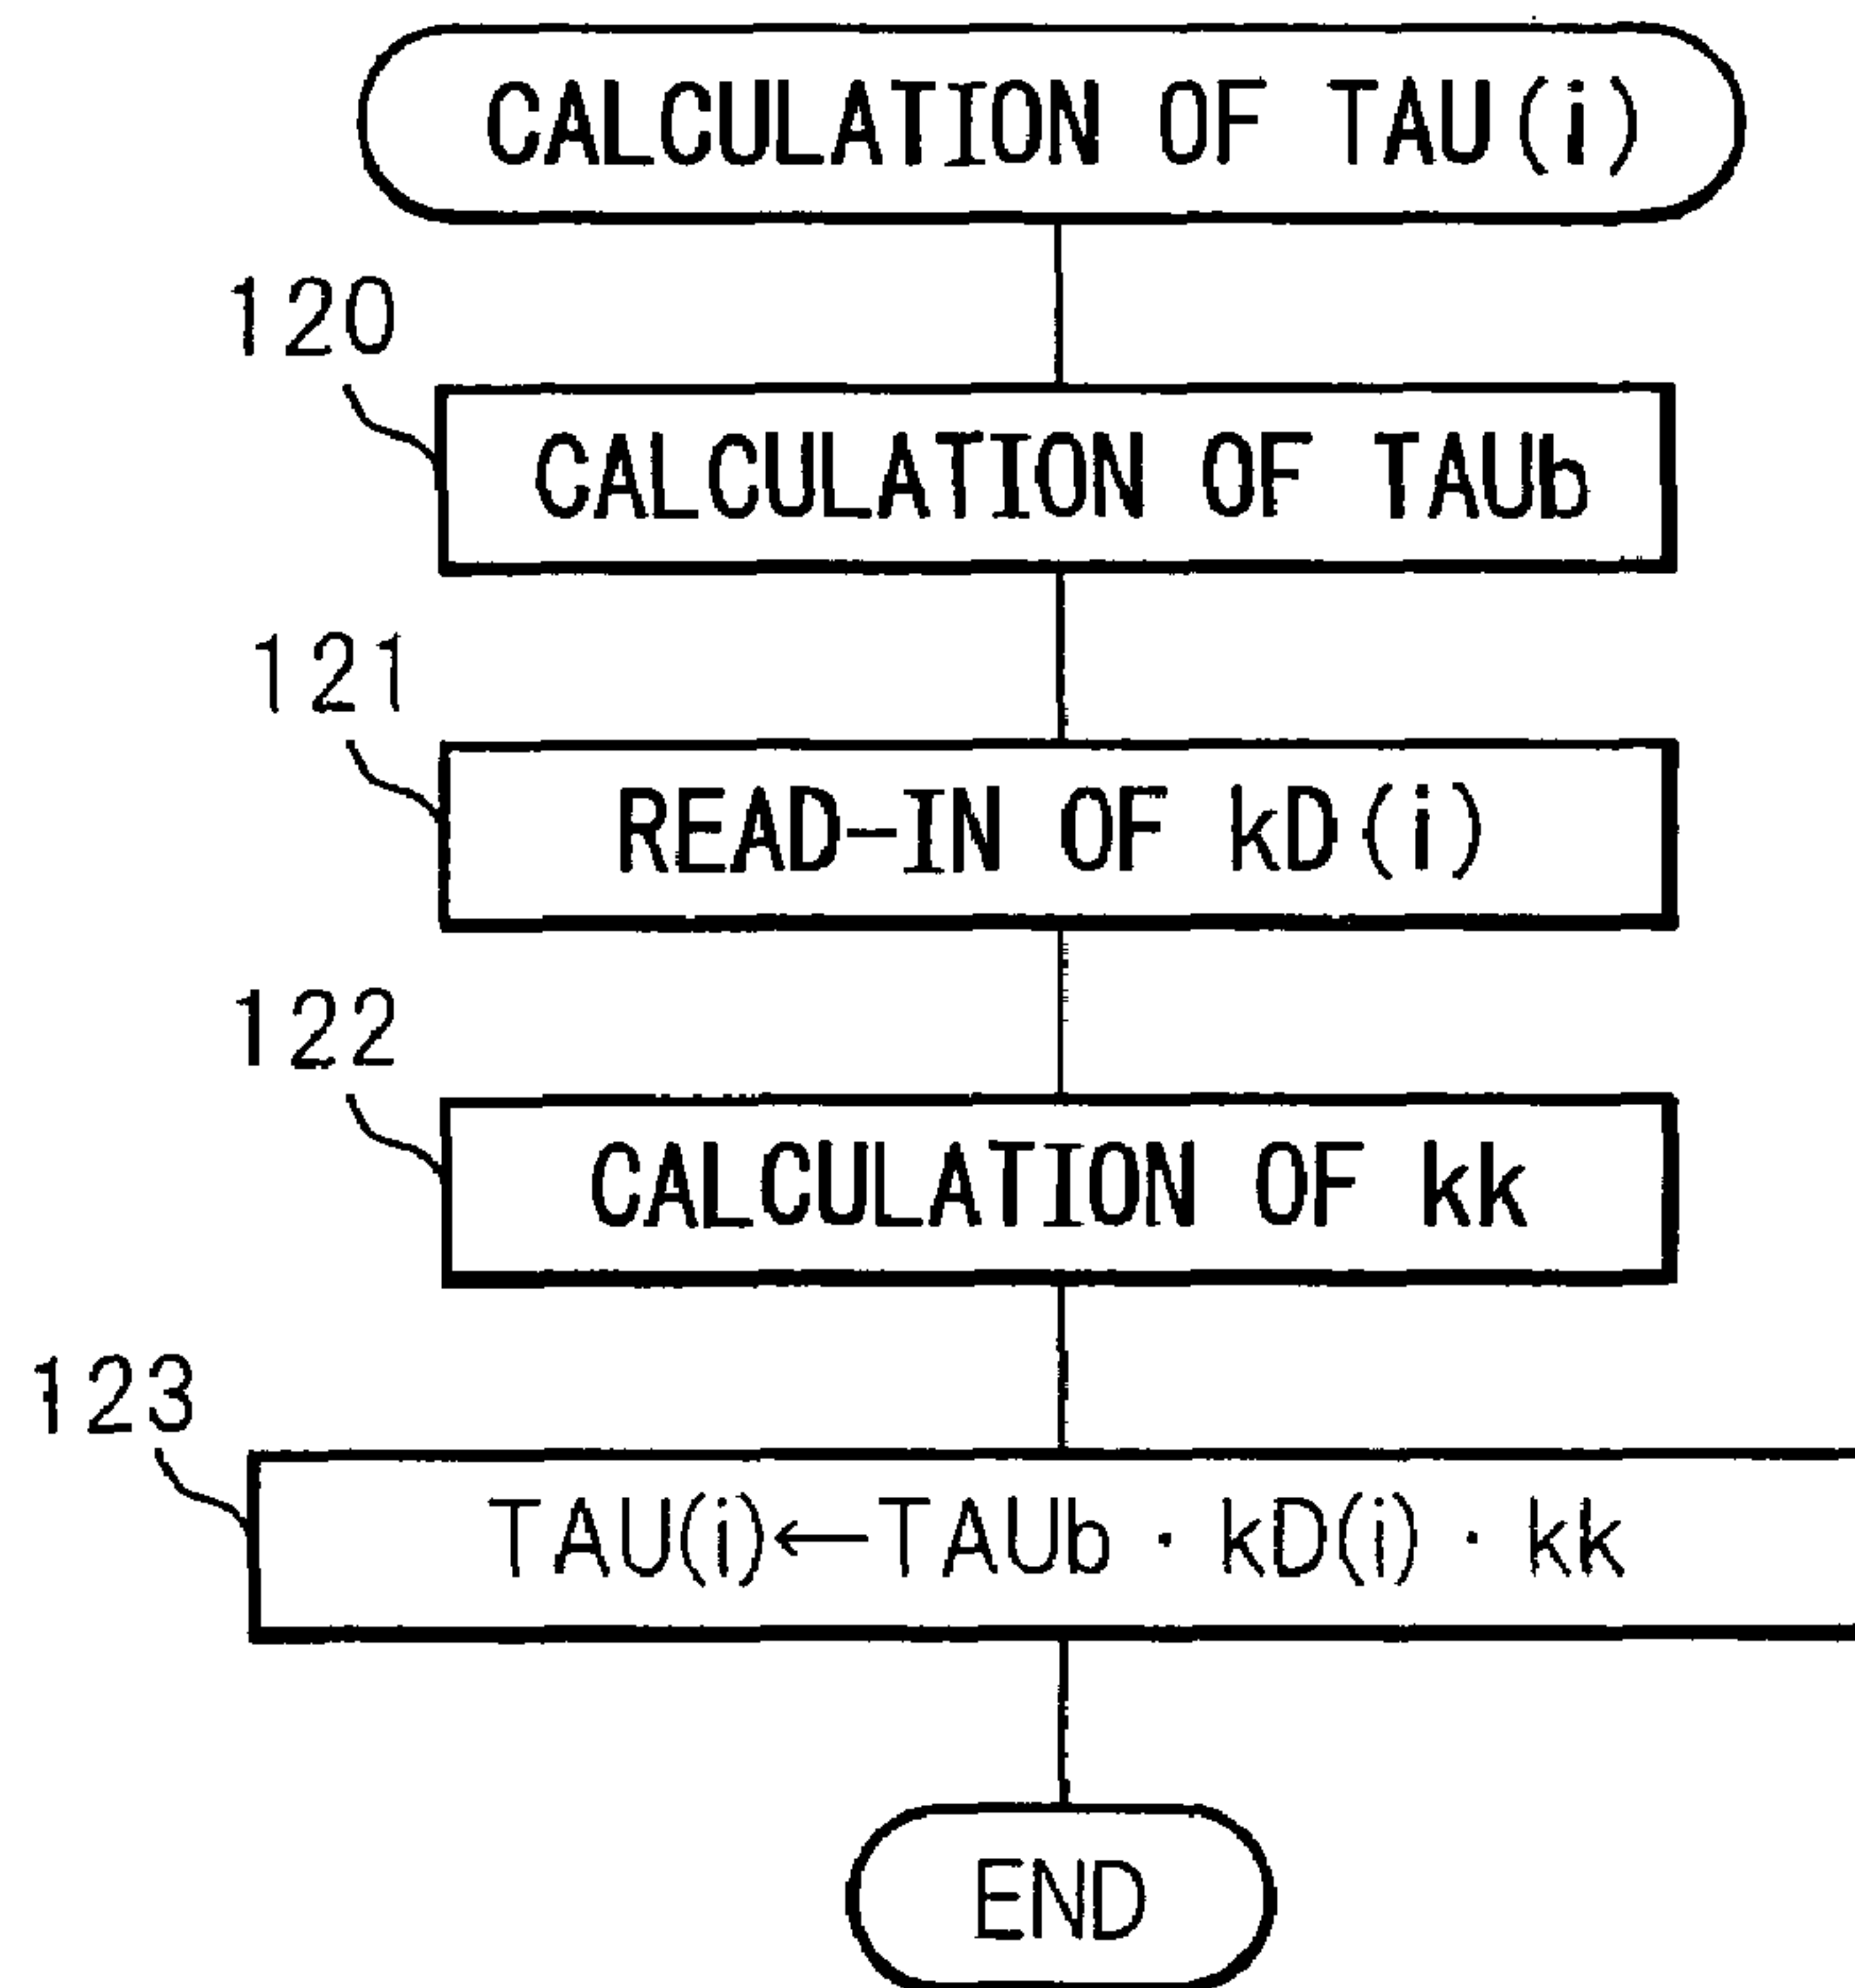 CALCULATION OF TAU(i)
120
CALCULATION OF TAUb
121
READ-IN OF kD(i)
122
CALCULATION OF kk
123
TAU(i)←TAUb · kD(i) · kk
END